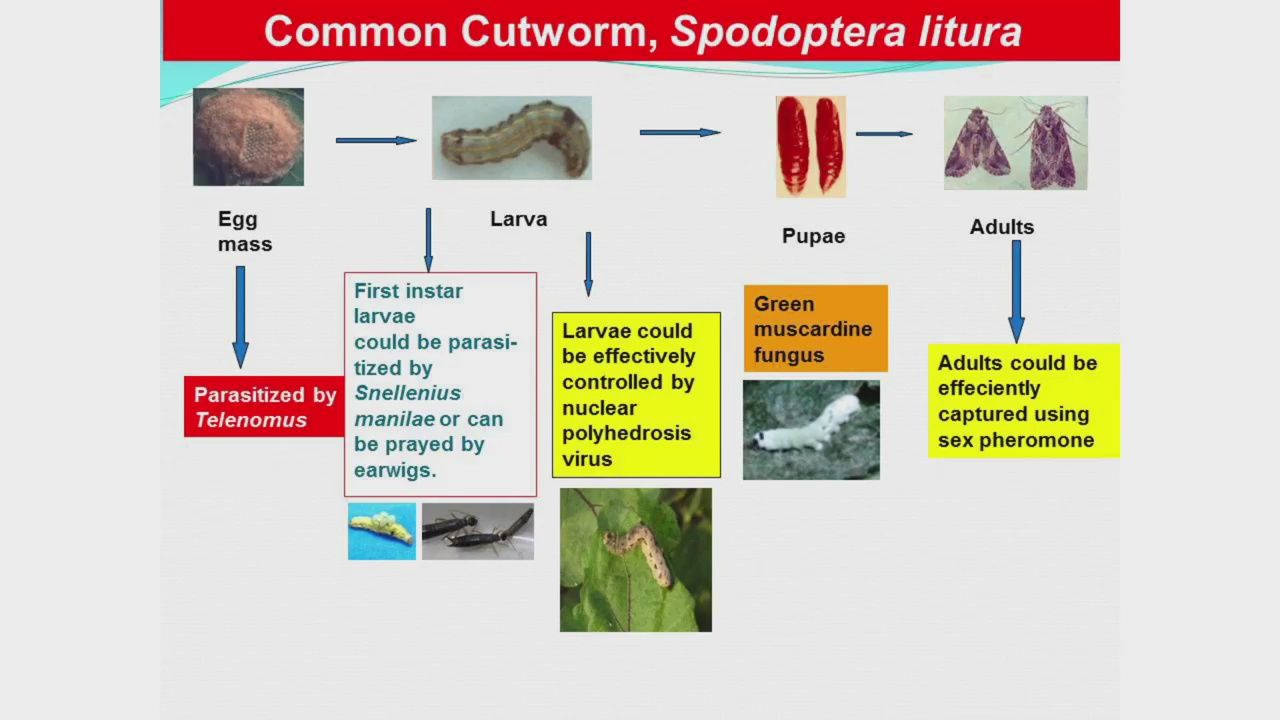 Common Cutworm, Spodoptera litura
Egg
mass
Larva
Pupae
Adults
Parasitized by
Telenomus
First instar
larvae
could be parasi-
tized by
Snellenius
manilae or can
be prayed by
earwigs.
Larvae could
be effectively
controlled by
nuclear
polyhedrosis
virus
Green
muscardine
fungus
Adults could be
effeciently
captured using
sex pheromone